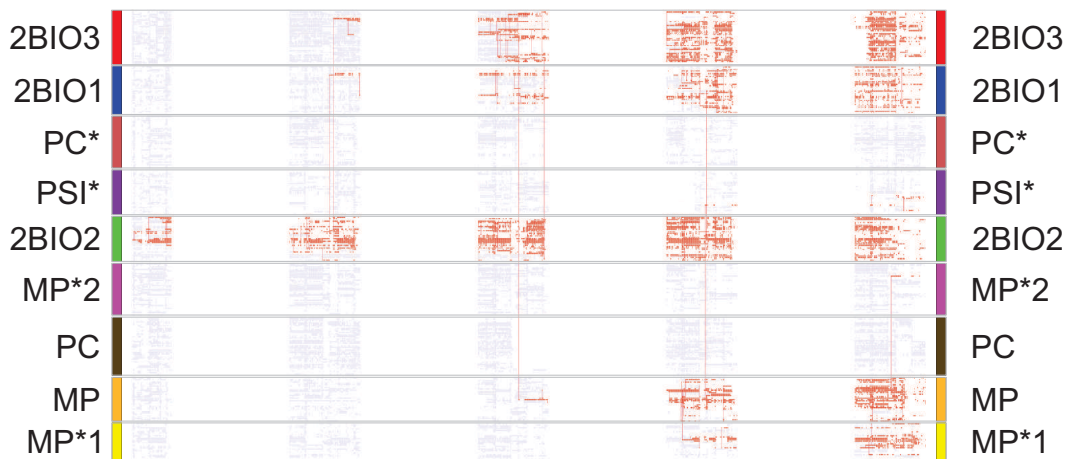 2BIO3 2BIO3
2BIO1 2BIO1
PC* PC*
PSI* PSI*
2BIO2 2BIO2
MP*2 MP*2
PC PC
MP MP
MP*1 MP*1